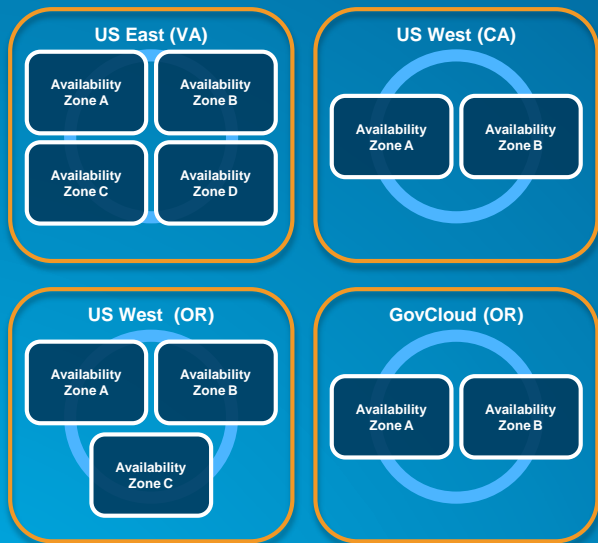 US East (VA)
Availability
Zone A
Availability
Zone B
Availability
Zone C
Availability
Zone D
US West (CA)
Availability
Zone A
Availability
Zone B
US West (OR)
Availability
Zone A
Availability
Zone B
Availability
Zone C
GovCloud (OR)
Availability
Zone A
Availability
Zone B